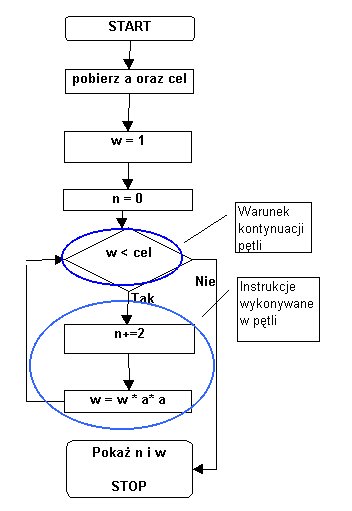 START
pobierz a oraz cel
w = 1
n = 0
w < cel
Warunek
kontynuacji
pętli
Nie
Tak
Instrukcje
wykonywane
w pętli
n+=2
w = w * a* a
Pokaż n i w
STOP